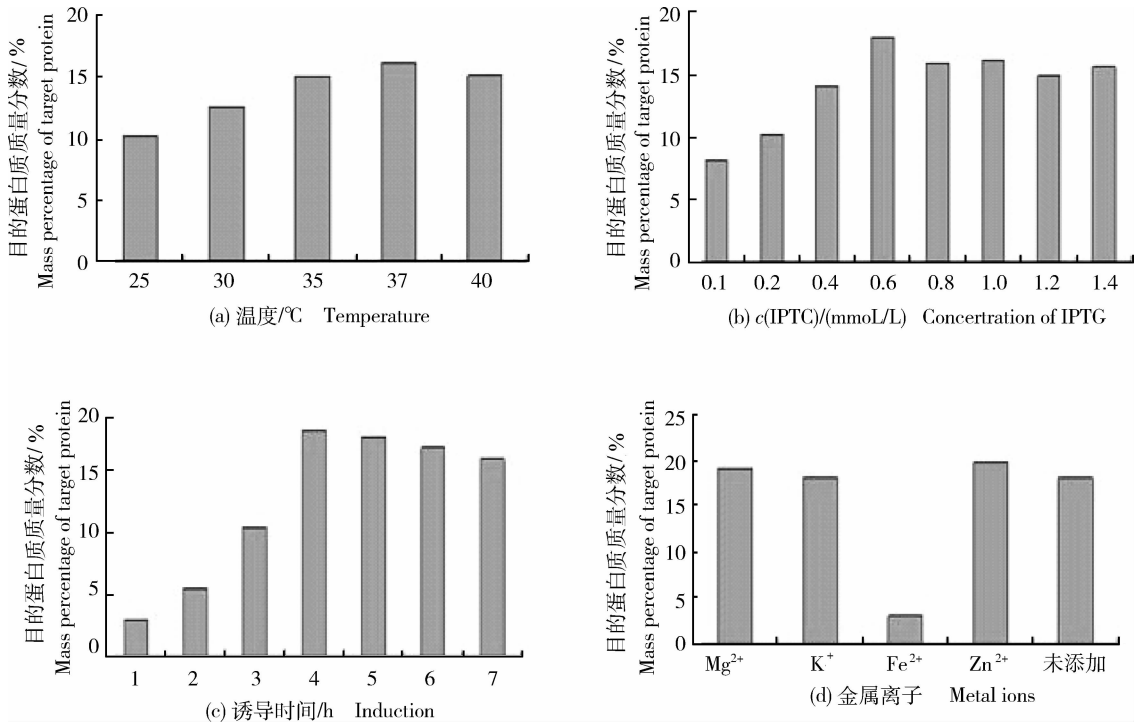 目的蛋白质质量分数/%
Mass percentage of target protein
20
15
10
5
0
25 30 35 37 40
(a) 温度/℃ Temperature
目的蛋白质质量分数/%
Mass percentage of target protein
20
15
10
5
0
0.1 0.2 0.4 0.6 0.8 1.0 1.2 1.4
(b) c(IPTC)/(mmoL/L) Concertration of IPTG
目的蛋白质质量分数/%
Mass percentage of target protein
20
15
10
5
0
1 2 3 4 5 6 7
(c) 诱导时间/h Induction
目的蛋白质质量分数/%
Mass percentage of target protein
25
20
15
10
5
0
Mg²⁺ K⁺ Fe²⁺ Zn²⁺ 未添加
(d) 金属离子 Metal ions